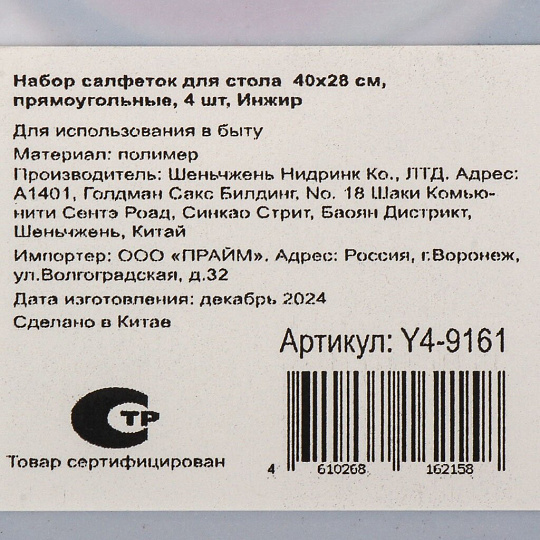 Набор салфеток для стола 40х28 см,
прямоугольные, 4 шт, Инжир
Для использования в быту
Материал: полимер
Производитель: Шеньчжень Нидринк Ко., ЛТД. Адрес:
А1401, Голдман Сакс Билдинг, No. 18 Шаки Комью-
нити Сентэ Роад, Синкао Стрит, Баоян Дистрикт,
Шеньчжень, Китай
Импортер: ООО «ПРАЙМ». Адрес: Россия, г.Воронеж,
ул.Волгоградская, д.32
Дата изготовления: декабрь 2024
Сделано в Китае
Артикул: Y4-9161
СТР
Товар сертифицирован
4 610268 162158